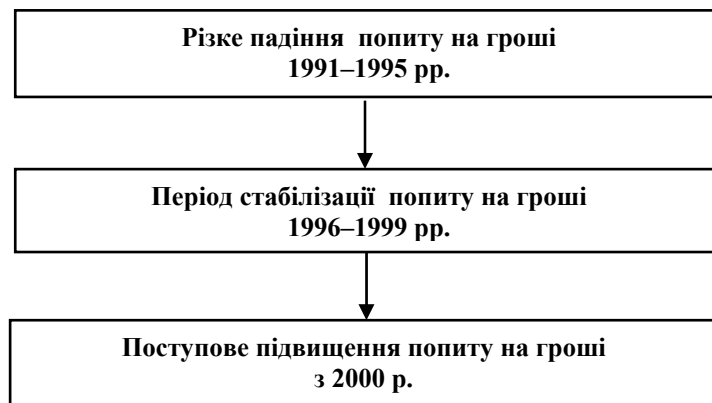 Різке падіння попиту на гроші
1991–1995 рр.
Період стабілізації попиту на гроші
1996–1999 рр.
Поступове підвищення попиту на гроші
з 2000 р.